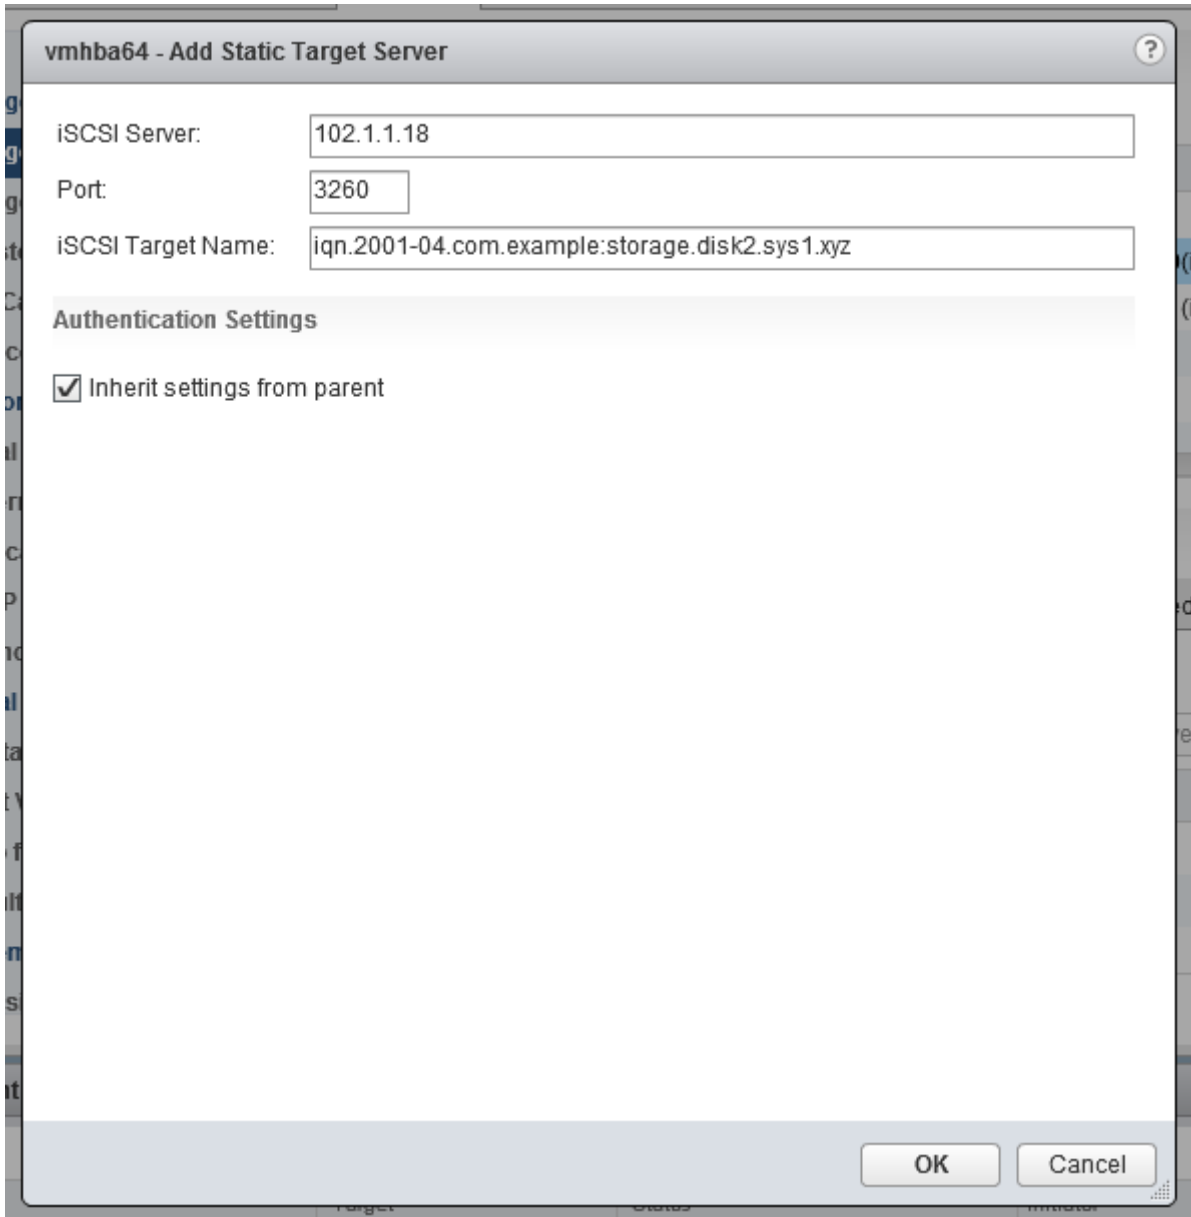 vmhba64 - Add Static Target Server
?
iSCSI Server:
102.1.1.18
Port:
3260
iSCSI Target Name:
iqn.2001-04.com.example:storage.disk2.sys1.xyz
Authentication Settings
Inherit settings from parent
OK
Cancel